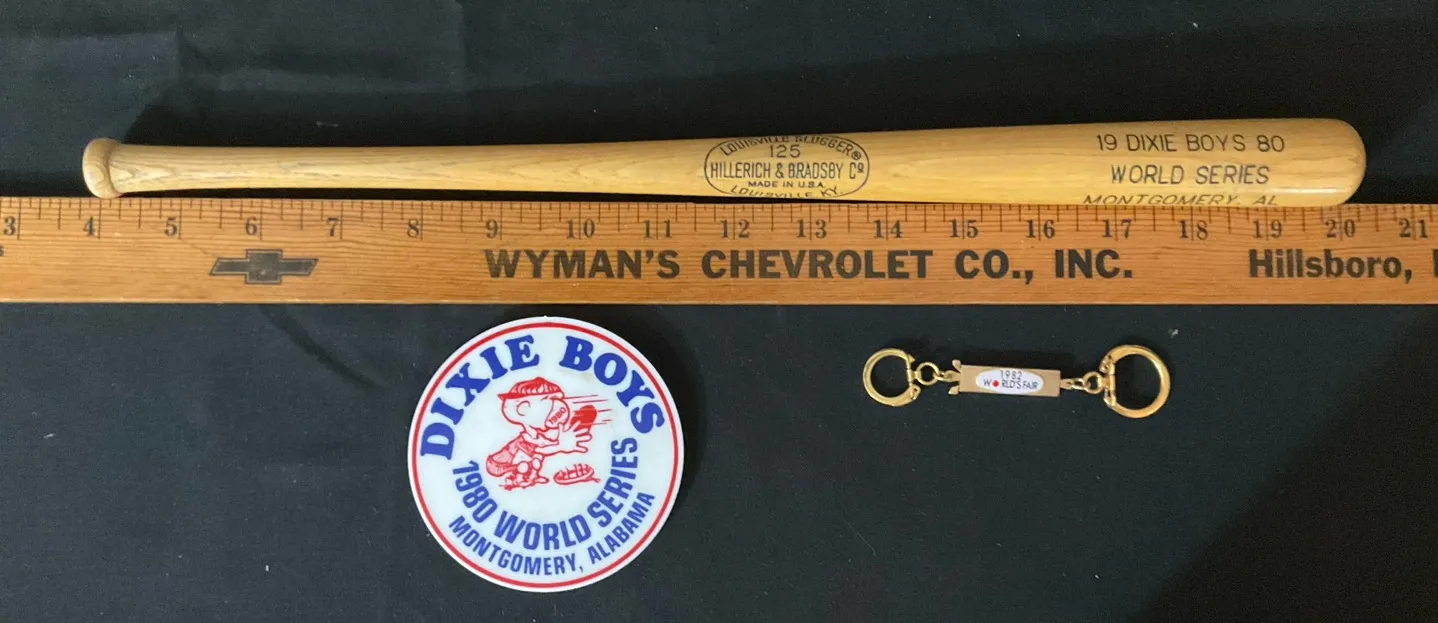 LOUISVILLE SLUGGER®
125
HILLERICH & BRADSBY Cº
MADE IN U.S.A.
LOUISVILLE KY.
19 DIXIE BOYS 80
WORLD SERIES
MONTGOMERY, AL
3 4 5 6 7 8 9 10 11 12 13 14 15 16 17 18 19 20 21
WYMAN'S CHEVROLET CO., INC. Hillsboro,
DIXIE BOYS
1980
1980 WORLD SERIES
MONTGOMERY, ALABAMA
1982
WORLD'S FAIR